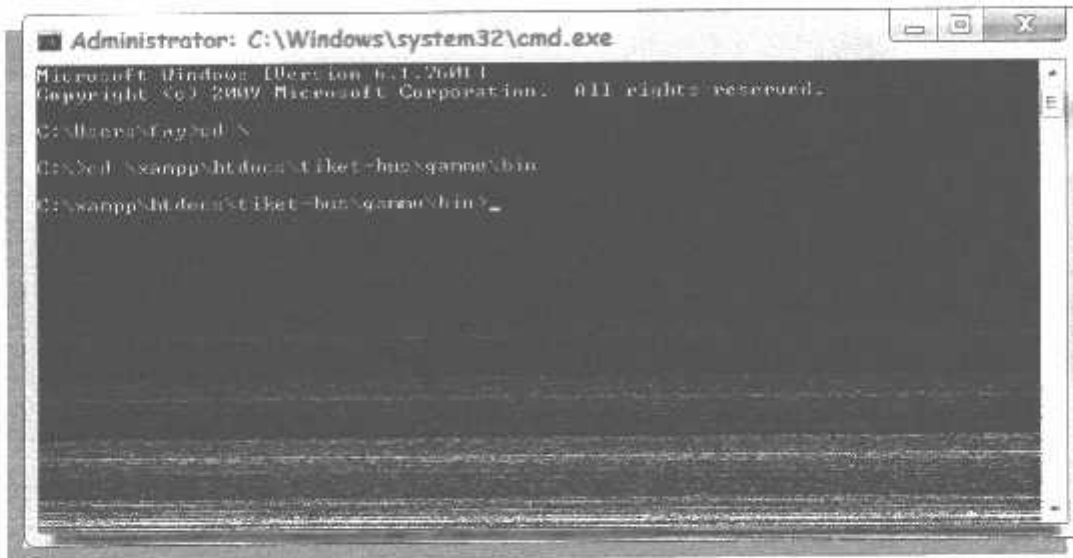 Administrator: C:\Windows\system32\cmd.exe
Microsoft Windows [Version 6.1.7601]
Copyright (c) 2009 Microsoft Corporation. All rights reserved.
C:\Users\fay>cd \
C:\>cd \xampp\htdocs\tiket-bus\gammu\bin
C:\xampp\htdocs\tiket-bus\gammu\bin>_